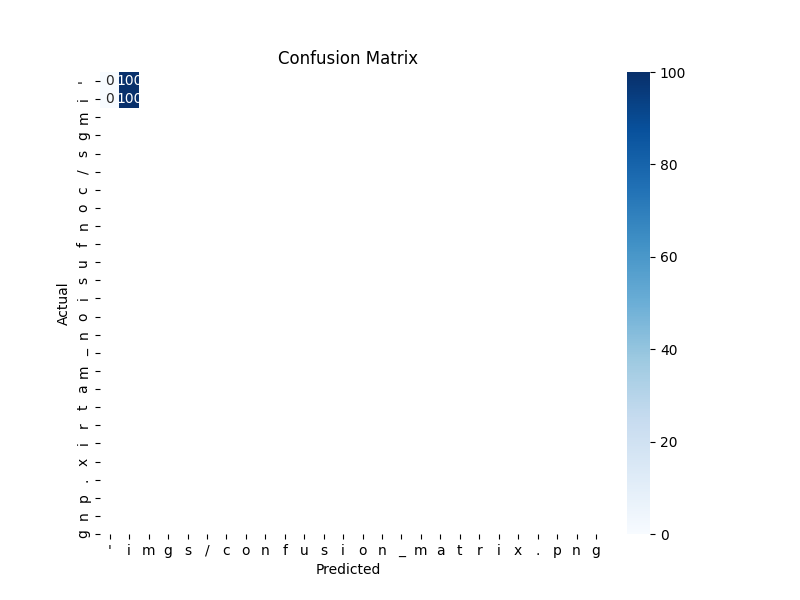 Confusion Matrix
' 0 100
i 0 100
m
g
s
/
c
o
n
f
u
s
i
o
n
_
m
a
t
r
i
x
.
p
n
g
Actual
' i m g s / c o n f u s i o n _ m a t r i x . p n g
Predicted
100
80
60
40
20
0